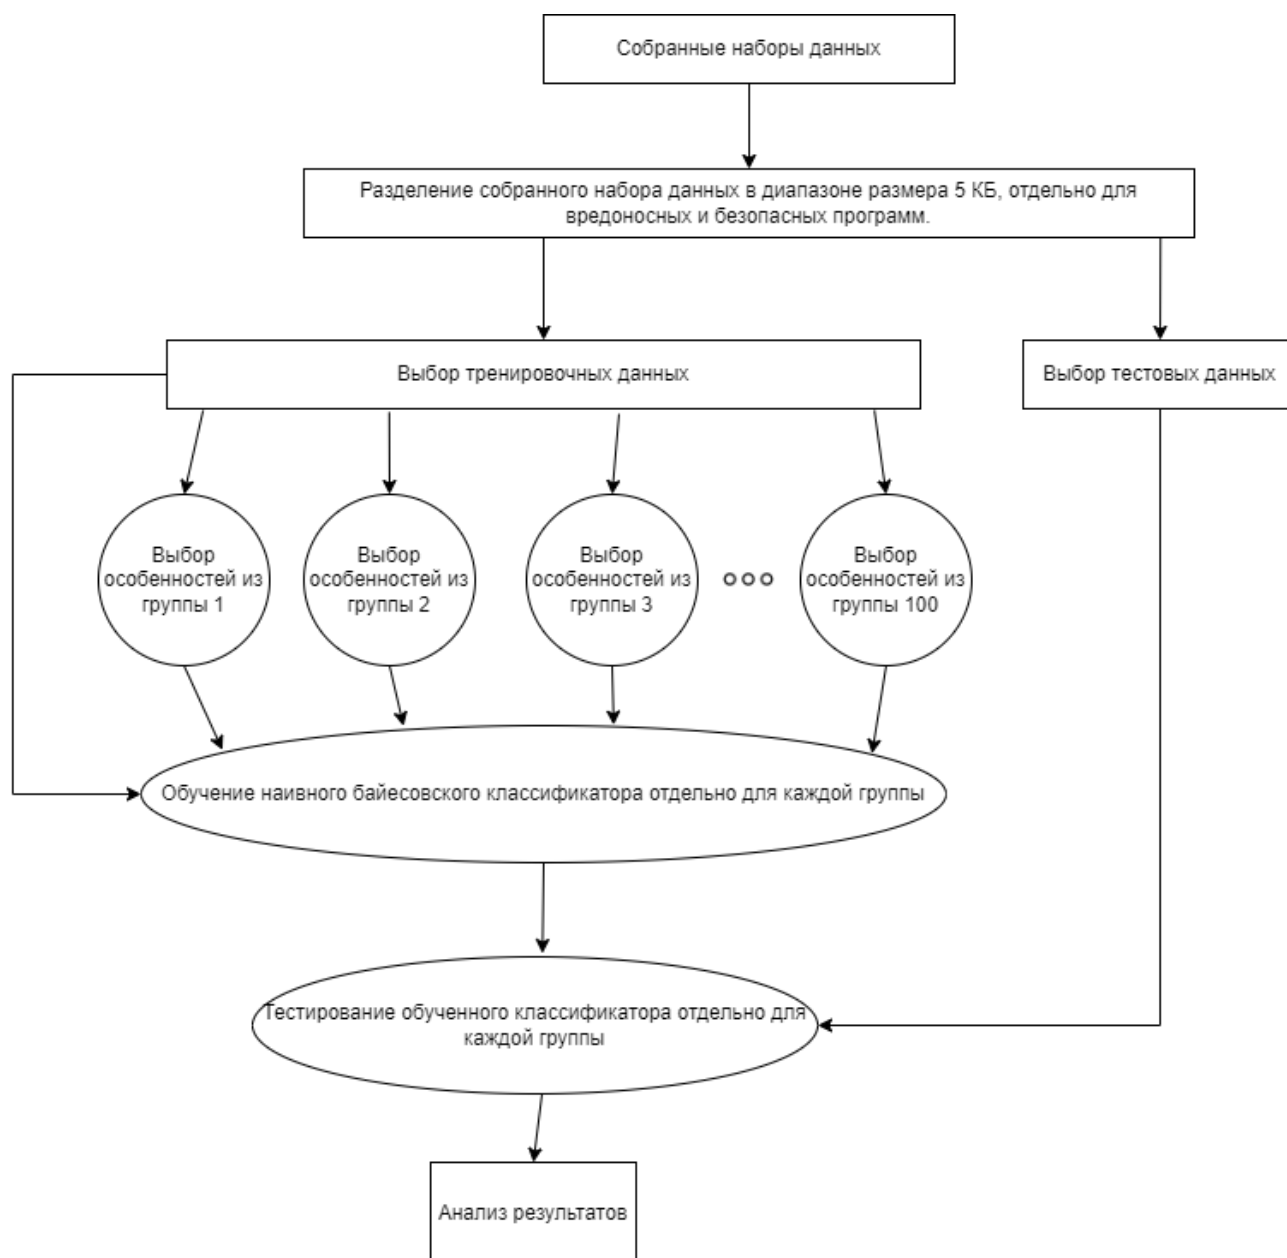 Собранные наборы данных
Разделение собранного набора данных в диапазоне размера 5 КБ, отдельно для
вредоносных и безопасных программ.
Выбор тренировочных данных
Выбор тестовых данных
Выбор
особенностей из
группы 1
Выбор
особенностей из
группы 2
Выбор
особенностей из
группы 3
Выбор
особенностей из
группы 100
Обучение наивного байесовского классификатора отдельно для каждой группы
Тестирование обученного классификатора отдельно для
каждой группы
Анализ результатов